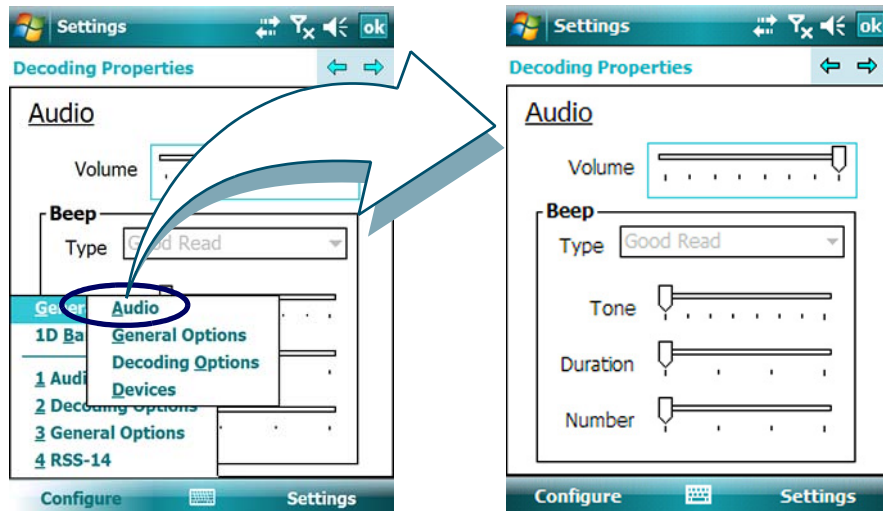 Settings
ok
Decoding Properties
Audio
Volume
Beep
Type
Good Read
Audio
1D
General Options
Decoding Options
1
Devices
2 Decoding Options
3 General Options
4 RSS-14
Configure
Settings
Settings
ok
Decoding Properties
Audio
Volume
Beep
Type Good Read
Tone
Duration
Number
Configure
Settings